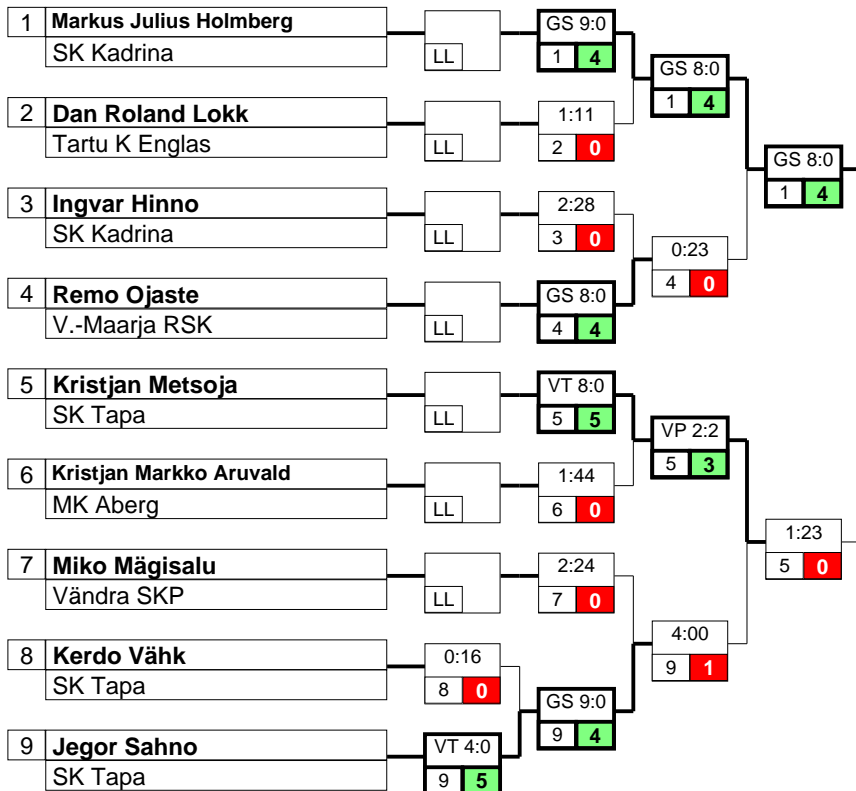 1 Markus Julius Holmberg
SK Kadrina
LL
GS 9:0
1 4
GS 8:0
1 4
2 Dan Roland Lokk
Tartu K Englas
LL
1:11
2 0
GS 8:0
1 4
3 Ingvar Hinno
SK Kadrina
LL
2:28
3 0
0:23
4 0
4 Remo Ojaste
V.-Maarja RSK
LL
GS 8:0
4 4
5 Kristjan Metsoja
SK Tapa
LL
VT 8:0
5 5
VP 2:2
5 3
6 Kristjan Markko Aruvald
MK Aberg
LL
1:44
6 0
1:23
5 0
7 Miko Mägisalu
Vändra SKP
LL
2:24
7 0
4:00
9 1
8 Kerdo Vähk
SK Tapa
0:16
8 0
GS 9:0
9 4
9 Jegor Sahno
SK Tapa
VT 4:0
9 5